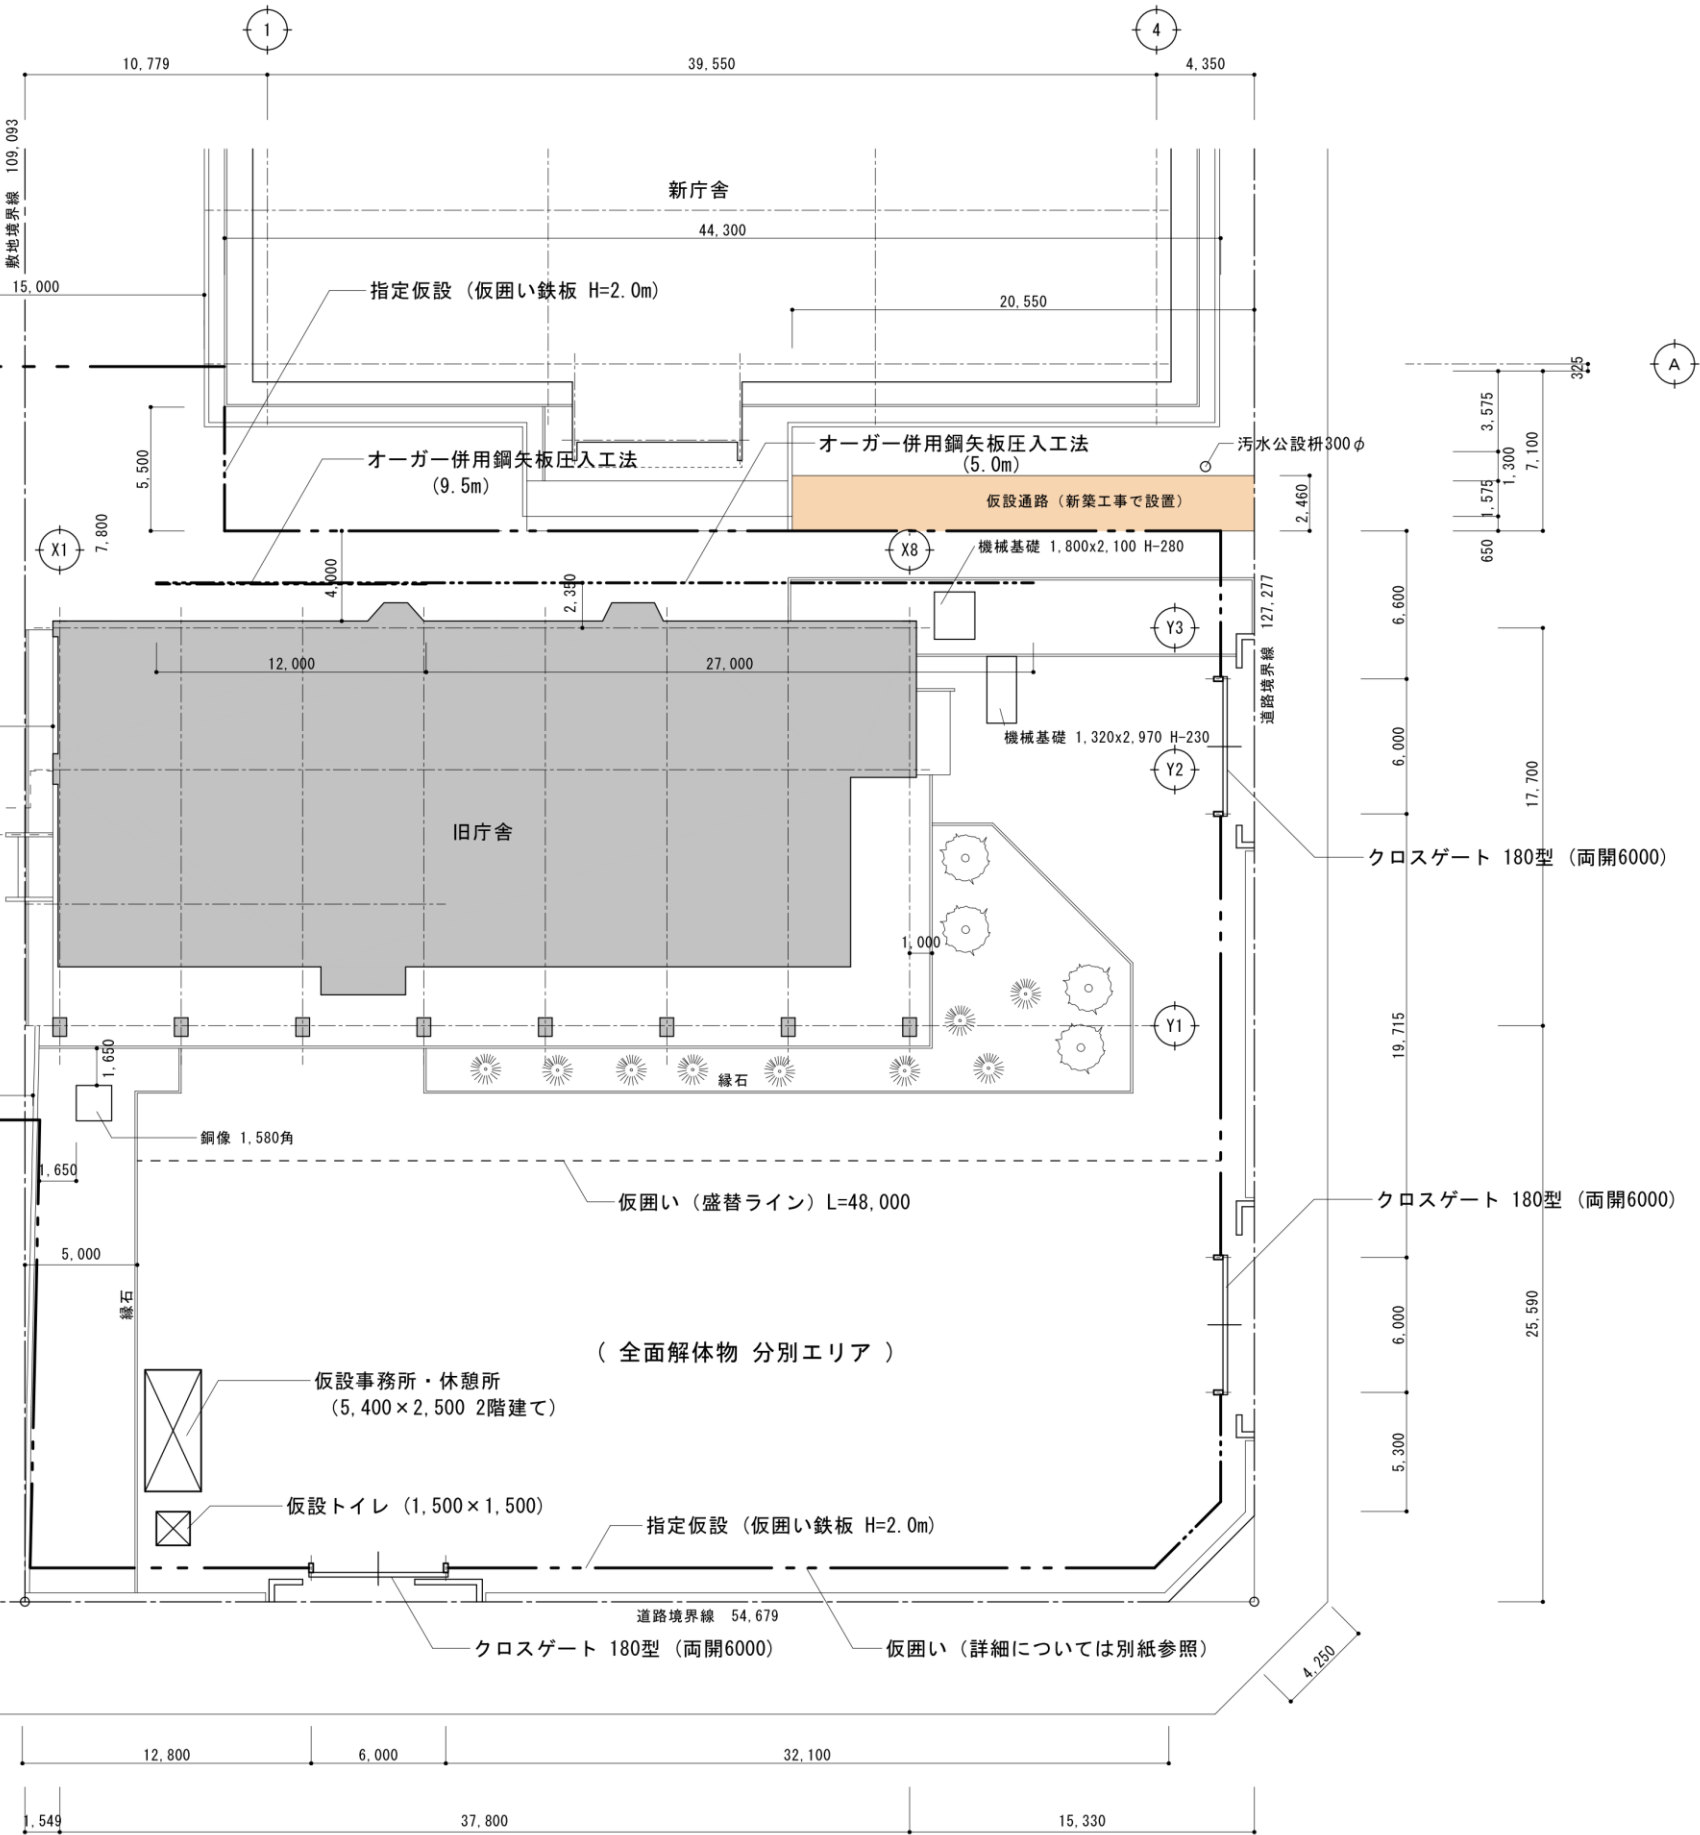 1
4
10,779
39,550
4,350
敷地境界線 109,093
新庁舎
44,300
15,000
指定仮設（仮囲い鉄板 H=2.0m）
20,550
325
A
3,575
7,100
1,300
1,575
650
5,500
オーガー併用鋼矢板圧入工法
(9.5m)
オーガー併用鋼矢板圧入工法
(5.0m)
汚水公設枡300φ
仮設通路（新築工事で設置）
2,460
X1
7,800
X8
機械基礎 1,800x2,100 H-280
4,000
2,350
道路境界線 127,277
6,600
Y3
12,000
27,000
機械基礎 1,320x2,970 H-230
6,000
Y2
17,700
旧庁舎
クロスゲート 180型（両開6000）
1,000
Y1
19,715
1,650
縁石
銅像 1,580角
1,650
仮囲い（盛替ライン）L=48,000
クロスゲート 180型（両開6000）
5,000
縁石
6,000
25,590
（ 全面解体物 分別エリア ）
仮設事務所・休憩所
（5,400×2,500 2階建て）
5,300
仮設トイレ（1,500×1,500）
指定仮設（仮囲い鉄板 H=2.0m）
道路境界線 54,679
クロスゲート 180型（両開6000）
仮囲い（詳細については別紙参照）
4,250
12,800
6,000
32,100
1,549
37,800
15,330